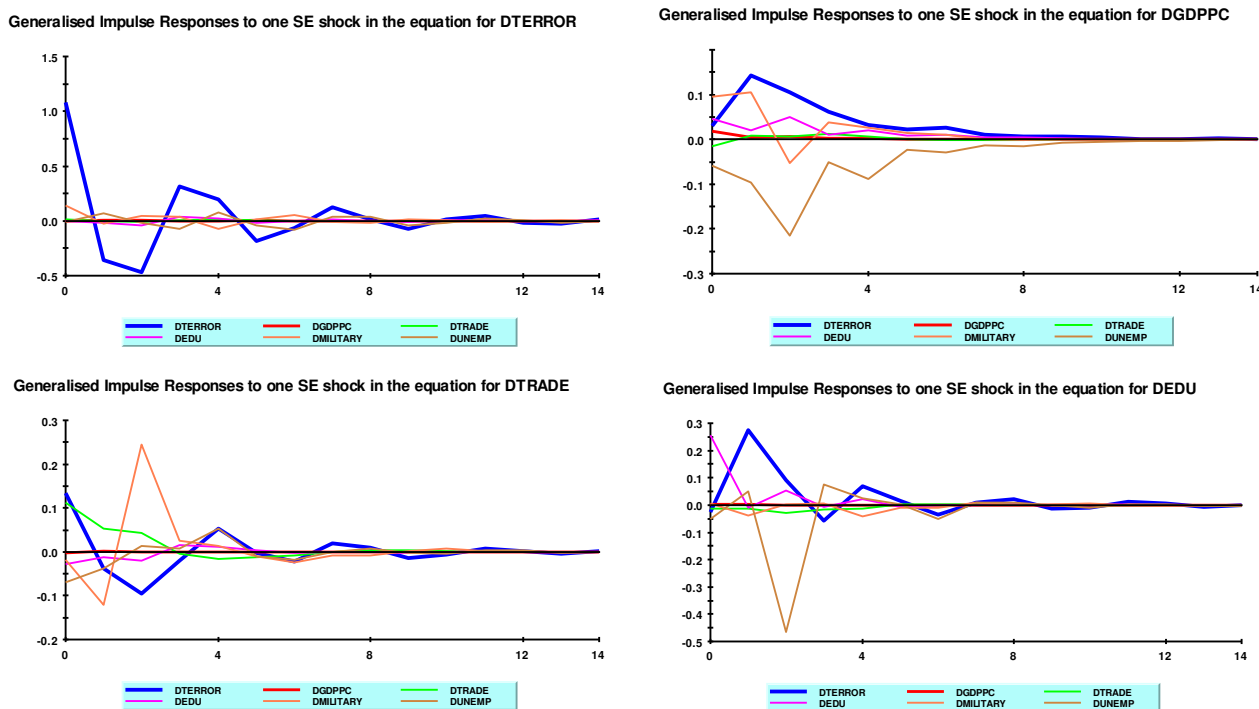 Generalised Impulse Responses to one SE shock in the equation for DTERROR
1.5
1.0
0.5
0.0
-0.5
0 4 8 12 14
DTERROR DGDPPC DTRADE
DEDU DMILITARY DUNEMP
Generalised Impulse Responses to one SE shock in the equation for DGDPPC
0.1
0.0
-0.1
-0.2
-0.3
0 4 8 12 14
DTERROR DGDPPC DTRADE
DEDU DMILITARY DUNEMP
Generalised Impulse Responses to one SE shock in the equation for DTRADE
0.3
0.2
0.1
0.0
-0.1
-0.2
0 4 8 12 14
DTERROR DGDPPC DTRADE
DEDU DMILITARY DUNEMP
Generalised Impulse Responses to one SE shock in the equation for DEDU
0.3
0.2
0.1
0.0
-0.1
-0.2
-0.3
-0.4
-0.5
0 4 8 12 14
DTERROR DGDPPC DTRADE
DEDU DMILITARY DUNEMP